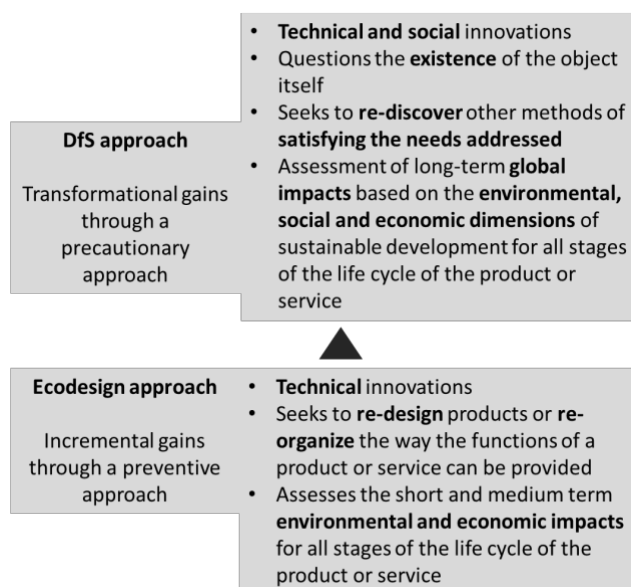 DfS approach
Transformational gains
through a
precautionary
approach
• Technical and social innovations
• Questions the existence of the object
itself
• Seeks to re-discover other methods of
satisfying the needs addressed
• Assessment of long-term global
impacts based on the environmental,
social and economic dimensions of
sustainable development for all stages
of the life cycle of the product or
service
Ecodesign approach
Incremental gains
through a preventive
approach
• Technical innovations
• Seeks to re-design products or re-
organize the way the functions of a
product or service can be provided
• Assesses the short and medium term
environmental and economic impacts
for all stages of the life cycle of the
product or service